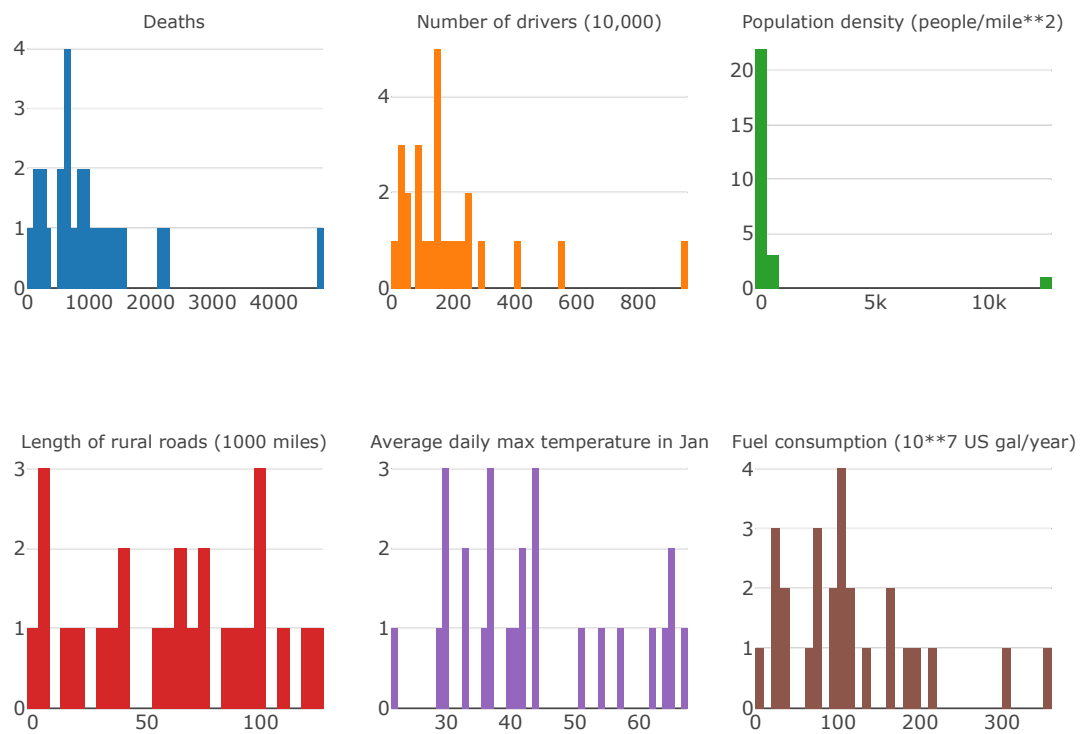 Deaths
Number of drivers (10,000)
Population density (people/mile**2)
4
3
2
1
0
0 1000 2000 3000 4000
4
2
0
0 200 400 600 800
20
15
10
5
0
0 5k 10k
Length of rural roads (1000 miles)
Average daily max temperature in Jan
Fuel consumption (10**7 US gal/year)
3
2
1
0
0 50 100
3
2
1
0
30 40 50 60
4
3
2
1
0
0 100 200 300